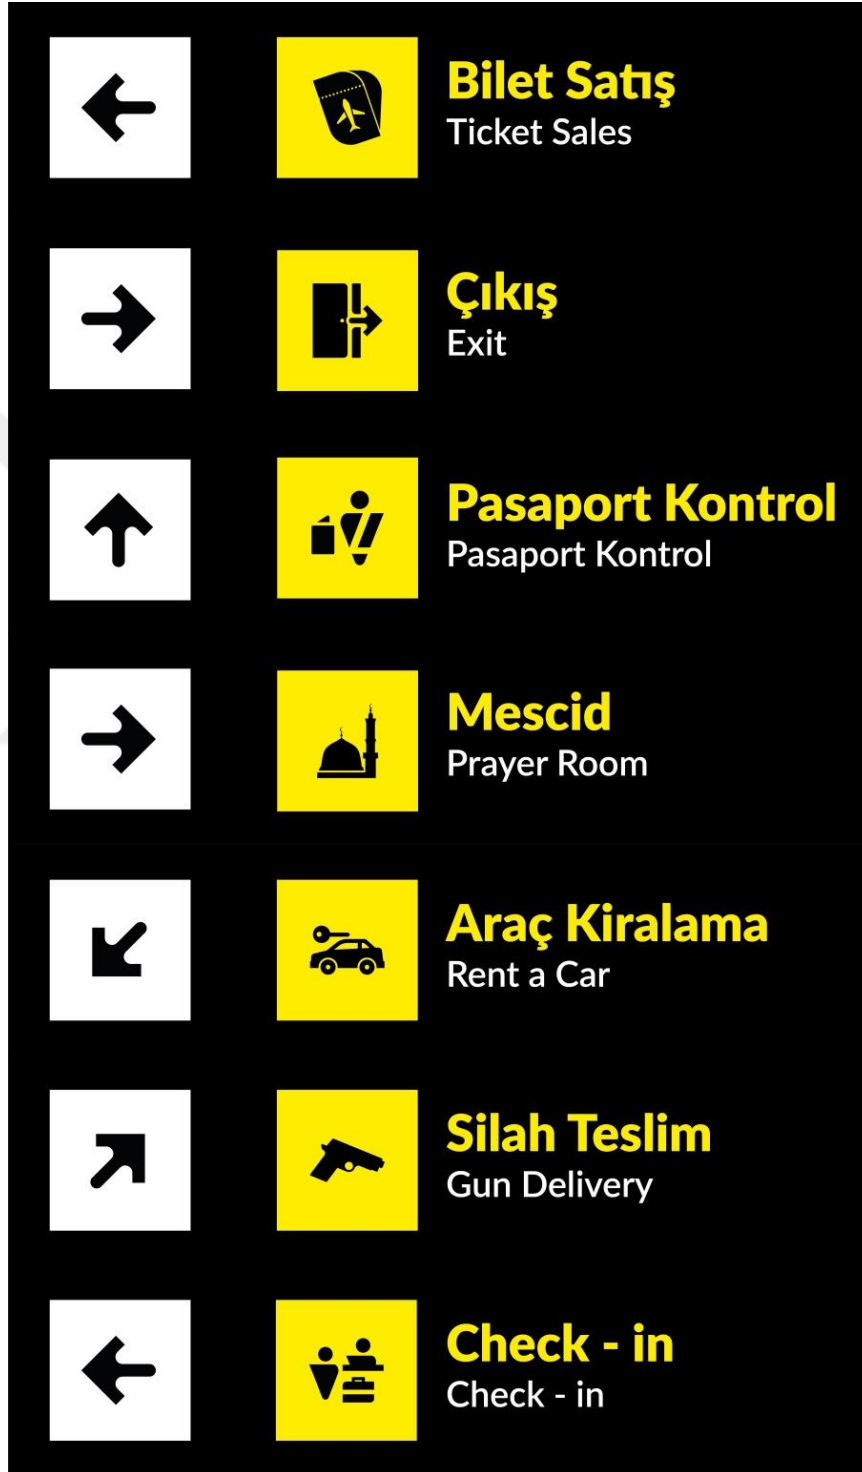 Bilet Satış
Ticket Sales
Çıkış
Exit
Pasaport Kontrol
Pasaport Kontrol
Mescid
Prayer Room
Araç Kiralama
Rent a Car
Silah Teslim
Gun Delivery
Check - in
Check - in